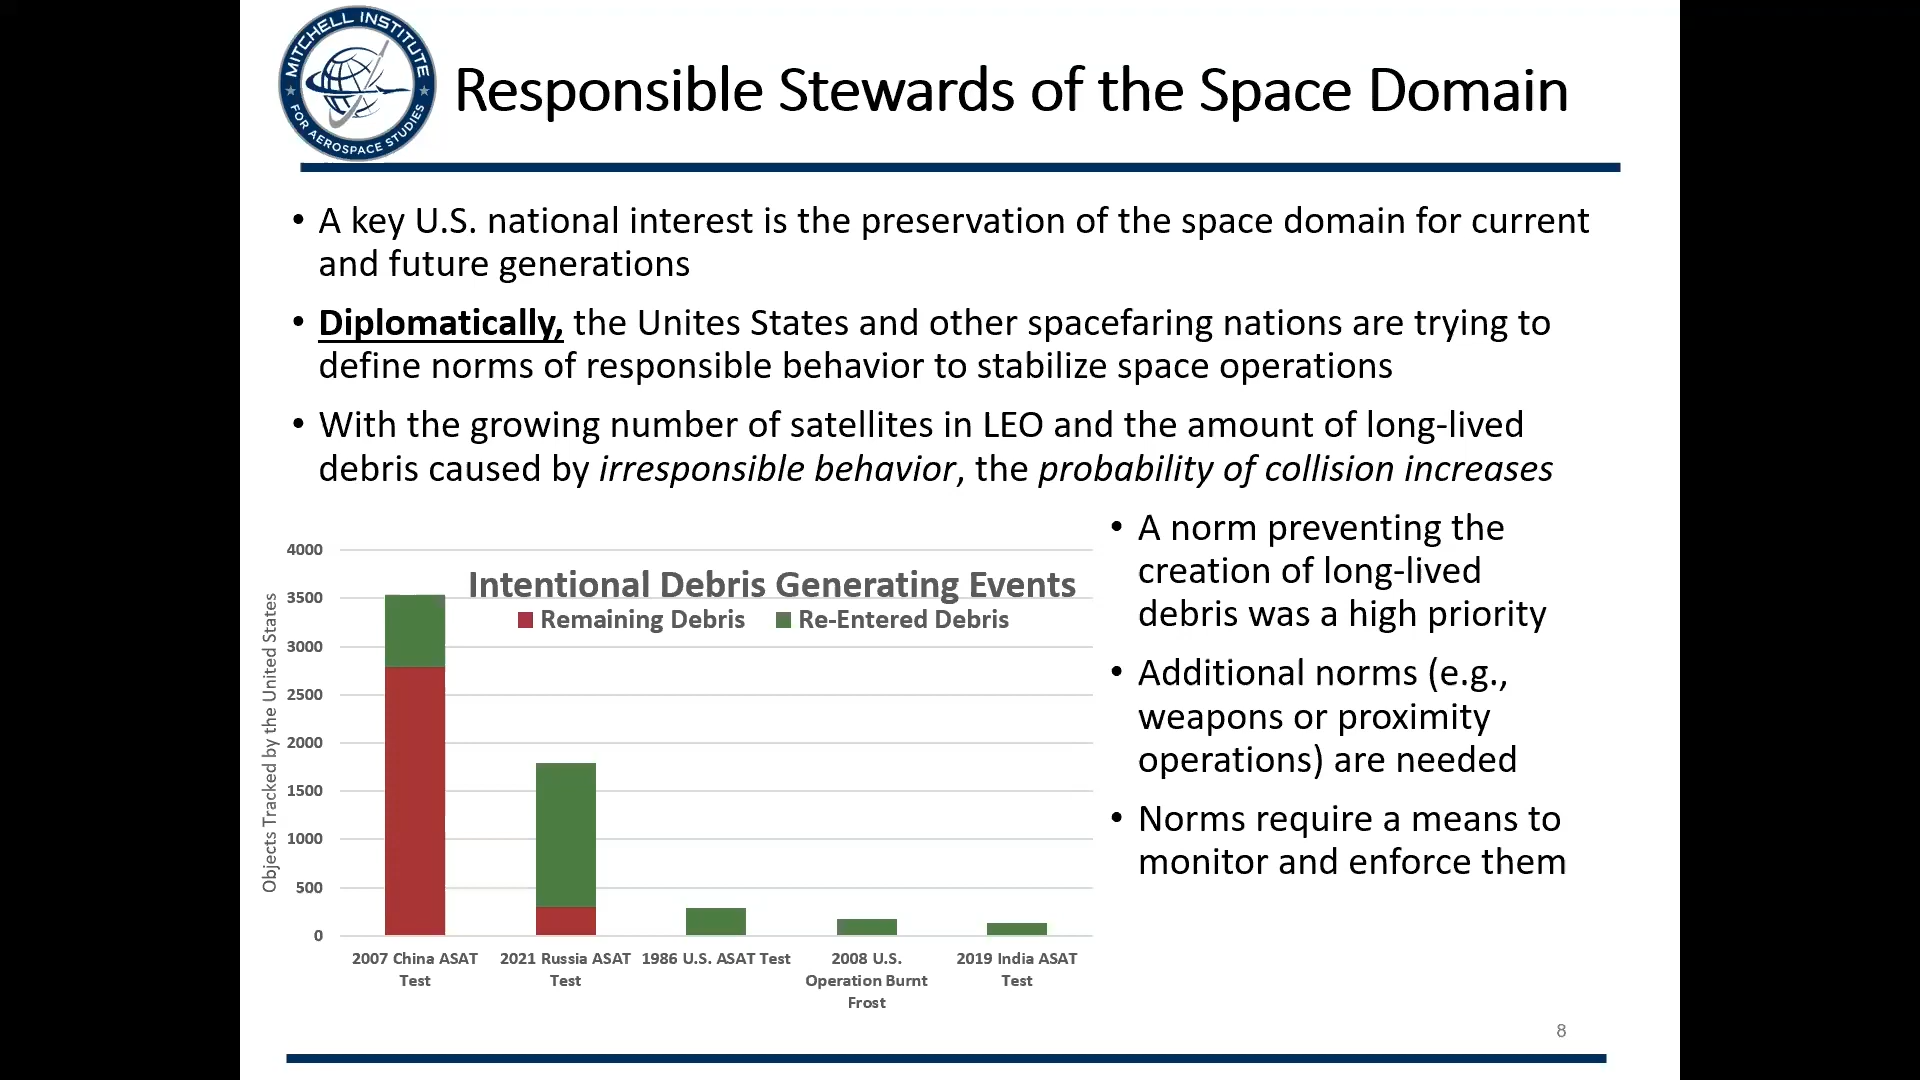 MITCHELL INSTITUTE
FOR AEROSPACE STUDIES
Responsible Stewards of the Space Domain
• A key U.S. national interest is the preservation of the space domain for current
and future generations
• Diplomatically, the Unites States and other spacefaring nations are trying to
define norms of responsible behavior to stabilize space operations
• With the growing number of satellites in LEO and the amount of long-lived
debris caused by irresponsible behavior, the probability of collision increases
Intentional Debris Generating Events
Remaining Debris Re-Entered Debris
Objects Tracked by the United States
4000
3500
3000
2500
2000
1500
1000
500
0
2007 China ASAT
Test
2021 Russia ASAT
Test
1986 U.S. ASAT Test
2008 U.S.
Operation Burnt
Frost
2019 India ASAT
Test
• A norm preventing the
creation of long-lived
debris was a high priority
• Additional norms (e.g.,
weapons or proximity
operations) are needed
• Norms require a means to
monitor and enforce them
8